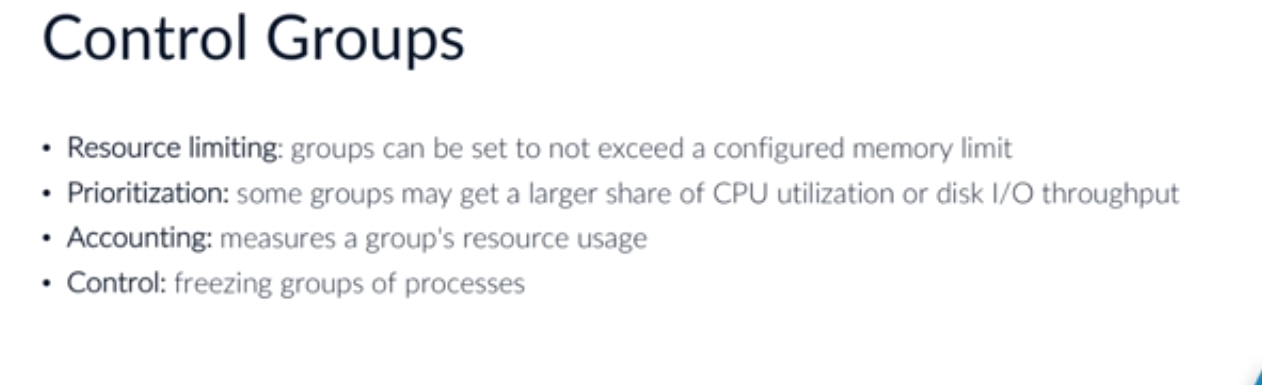 Control Groups
• Resource limiting: groups can be set to not exceed a configured memory limit
• Prioritization: some groups may get a larger share of CPU utilization or disk I/O throughput
• Accounting: measures a group's resource usage
• Control: freezing groups of processes